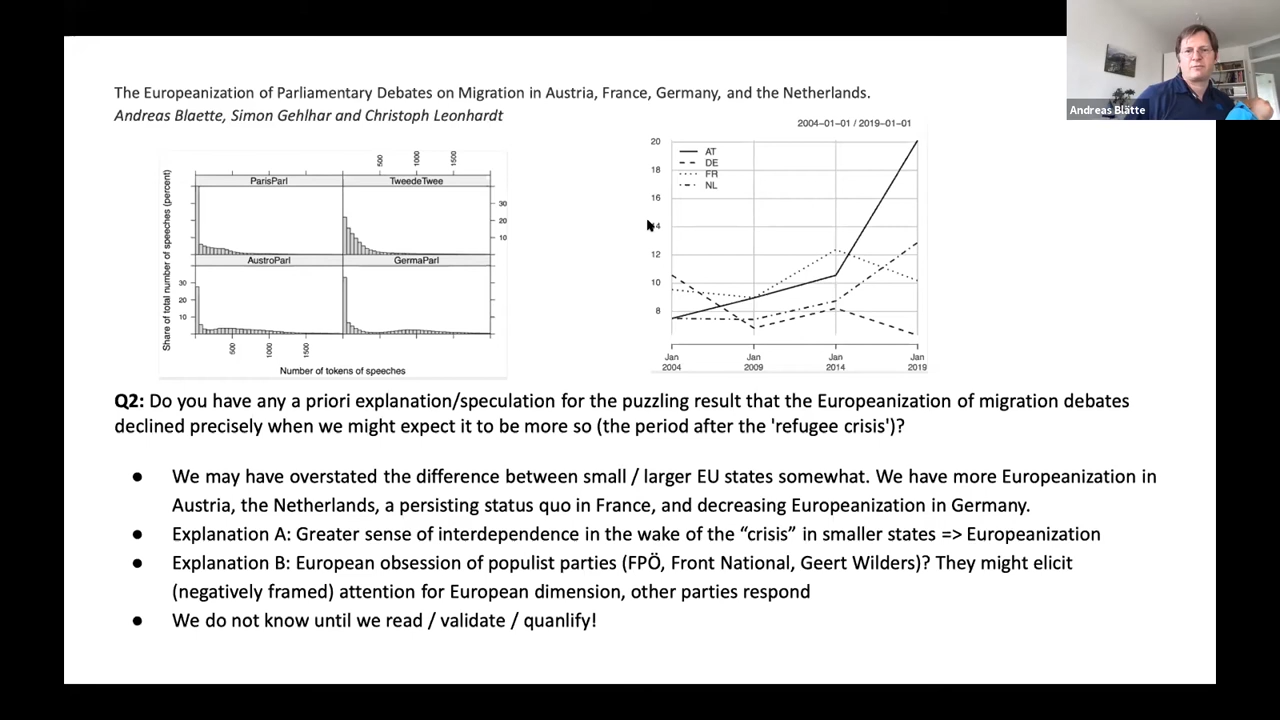 The Europeanization of Parliamentary Debates on Migration in Austria, France, Germany, and the Netherlands.
Andreas Blaette, Simon Gehlhar and Christoph Leonhardt
Andreas Blätte
500 1000 1500
ParisParl TweedeTwee
30
20
10
AustroParl GermaParl
30
20
10
500 1000 1500
Share of total number of speeches (percent)
Number of tokens of speeches
2004-01-01 / 2019-01-01
AT
DE
FR
NL
20
18
16
14
12
10
8
Jan Jan Jan Jan
2004 2009 2014 2019
Q2: Do you have any a priori explanation/speculation for the puzzling result that the Europeanization of migration debates
declined precisely when we might expect it to be more so (the period after the 'refugee crisis')?
● We may have overstated the difference between small / larger EU states somewhat. We have more Europeanization in
Austria, the Netherlands, a persisting status quo in France, and decreasing Europeanization in Germany.
● Explanation A: Greater sense of interdependence in the wake of the “crisis” in smaller states => Europeanization
● Explanation B: European obsession of populist parties (FPÖ, Front National, Geert Wilders)? They might elicit
(negatively framed) attention for European dimension, other parties respond
● We do not know until we read / validate / quanlify!